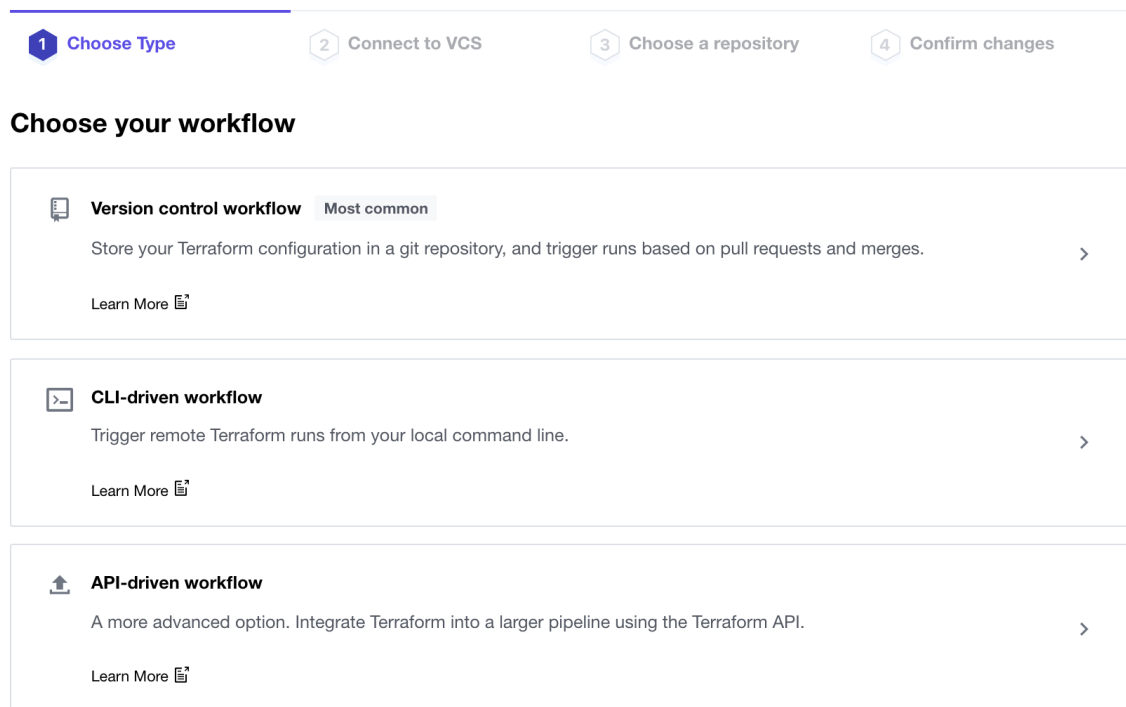 1 Choose Type
2 Connect to VCS
3 Choose a repository
4 Confirm changes
Choose your workflow
Version control workflow Most common
Store your Terraform configuration in a git repository, and trigger runs based on pull requests and merges.
Learn More
CLI-driven workflow
Trigger remote Terraform runs from your local command line.
Learn More
API-driven workflow
A more advanced option. Integrate Terraform into a larger pipeline using the Terraform API.
Learn More